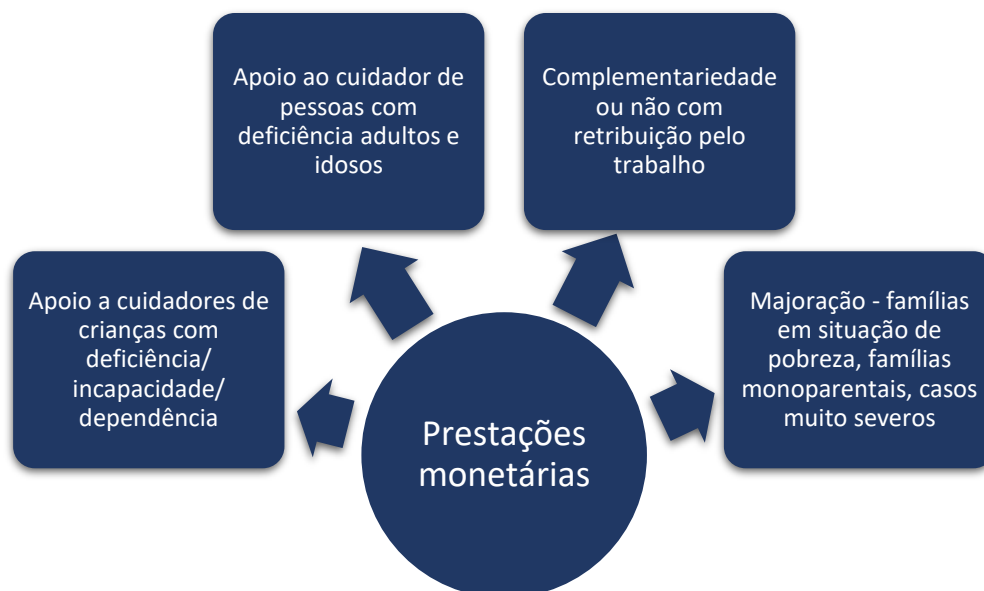 Apoio ao cuidador de
pessoas com
deficiência adultos e
idosos
Complementariedade
ou não com
retribuição pelo
trabalho
Apoio a cuidadores de
crianças com
deficiência/
incapacidade/
dependência
Majoração - famílias
em situação de
pobreza, famílias
monoparentais, casos
muito severos
Prestações
monetárias